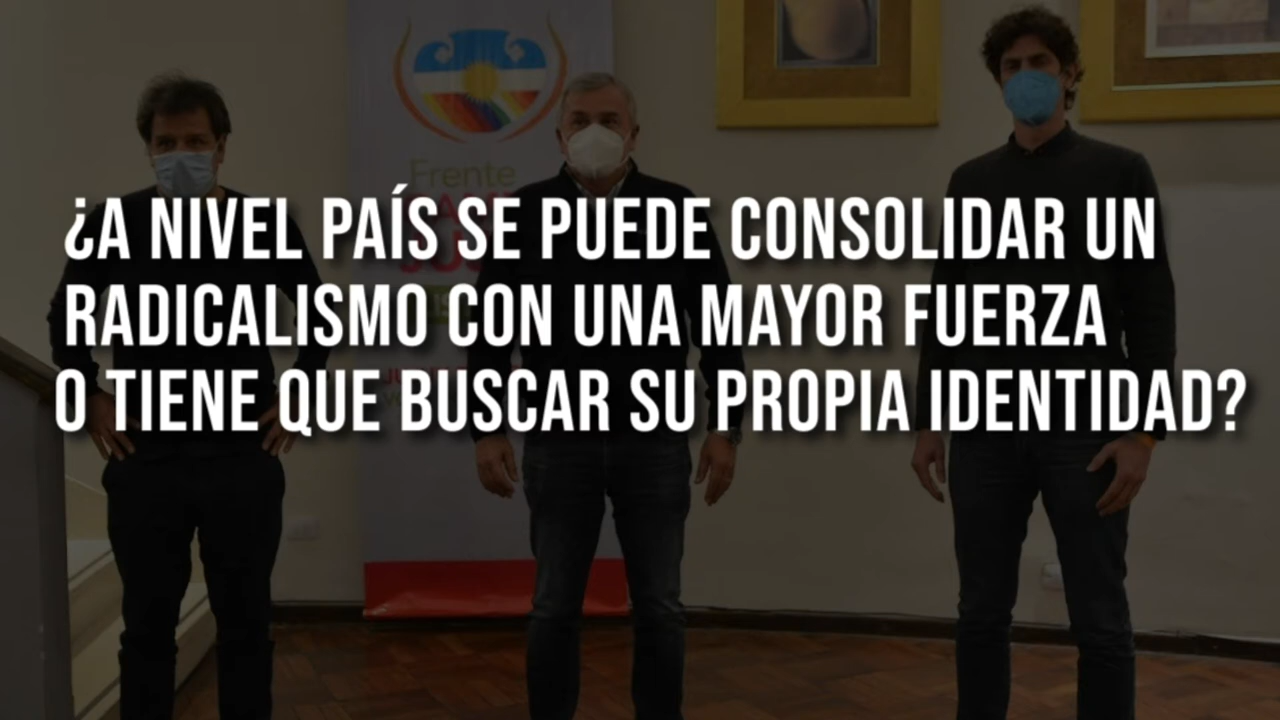 Frente
¿A NIVEL PAÍS SE PUEDE CONSOLIDAR UN
RADICALISMO CON UNA MAYOR FUERZA
O TIENE QUE BUSCAR SU PROPIA IDENTIDAD?